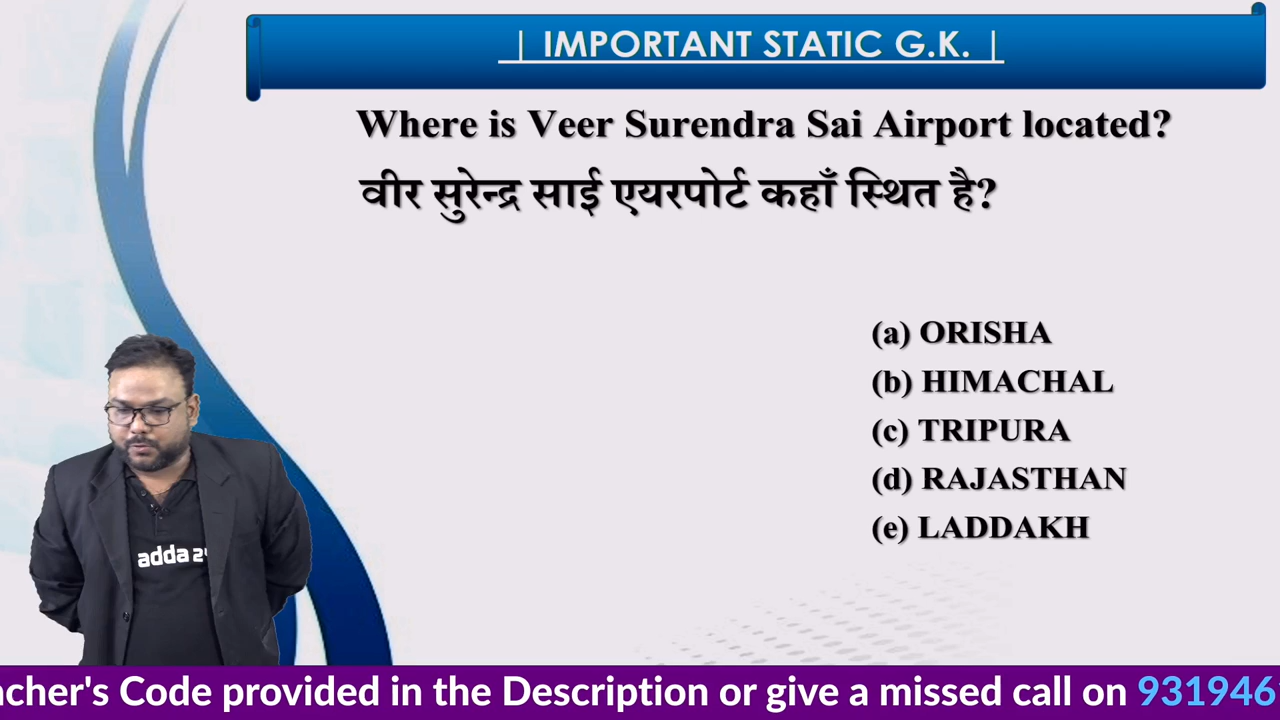 | IMPORTANT STATIC G.K. |
Where is Veer Surendra Sai Airport located?
वीर सुरेन्द्र साई एयरपोर्ट कहाँ स्थित है?
(a) ORISHA
(b) HIMACHAL
(c) TRIPURA
(d) RAJASTHAN
(e) LADDAKH
adda 2
acher's Code provided in the Description or give a missed call on 931946